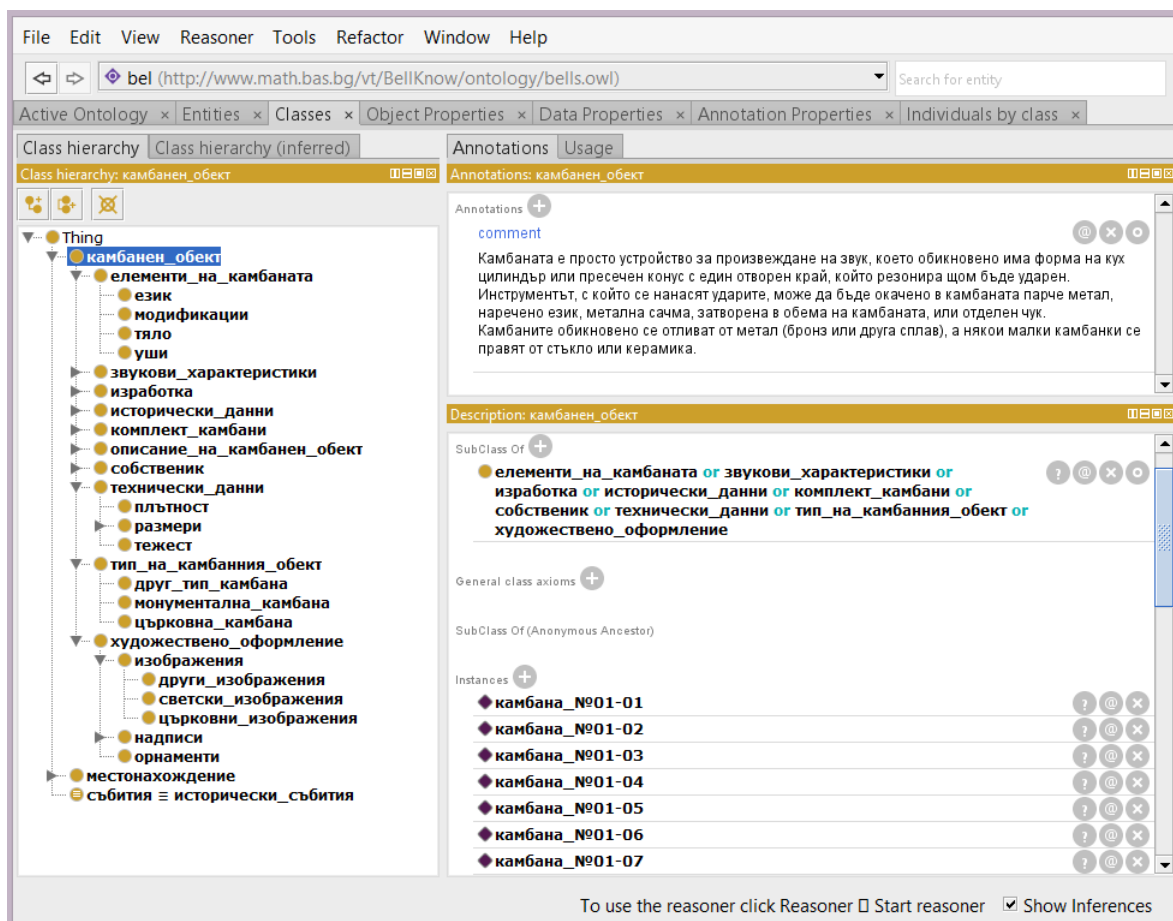 File Edit View Reasoner Tools Refactor Window Help
bel (http://www.math.bas.bg/vt/BellKnow/ontology/bells.owl)
Search for entity
Active Ontology × Entities × Classes × Object Properties × Data Properties × Annotation Properties × Individuals by class ×
Class hierarchy Class hierarchy (inferred)
Class hierarchy: камбанен_обект
Thing
камбанен_обект
елементи_на_камбаната
език
модификации
тяло
уши
звукови_характеристики
изработка
исторически_данни
комплект_камбани
описание_на_камбанен_обект
собственик
технически_данни
плътност
размери
тежест
тип_на_камбанния_обект
друг_тип_камбана
монументална_камбана
църковна_камбана
художествено_оформление
изображения
други_изображения
светски_изображения
църковни_изображения
надписи
орнаменти
местонахождение
събития ≡ исторически_събития
Annotations Usage
Annotations: камбанен_обект
Annotations
comment
Камбаната е просто устройство за произвеждане на звук, което обикновено има форма на кух
цилиндър или пресечен конус с един отворен край, който резонира щом бъде ударен.
Инструментът, с който се нанасят ударите, може да бъде окачено в камбаната парче метал,
наречено език, метална сачма, затворена в обема на камбаната, или отделен чук.
Камбаните обикновено се отливат от метал (бронз или друга сплав), а някои малки камбанки се
правят от стъкло или керамика.
Description: камбанен_обект
SubClass Of
елементи_на_камбаната or звукови_характеристики or
изработка or исторически_данни or комплект_камбани or
собственик or технически_данни or тип_на_камбанния_обект or
художествено_оформление
General class axioms
SubClass Of (Anonymous Ancestor)
Instances
камбана_№01-01
камбана_№01-02
камбана_№01-03
камбана_№01-04
камбана_№01-05
камбана_№01-06
камбана_№01-07
To use the reasoner click Reasoner Start reasoner Show Inferences